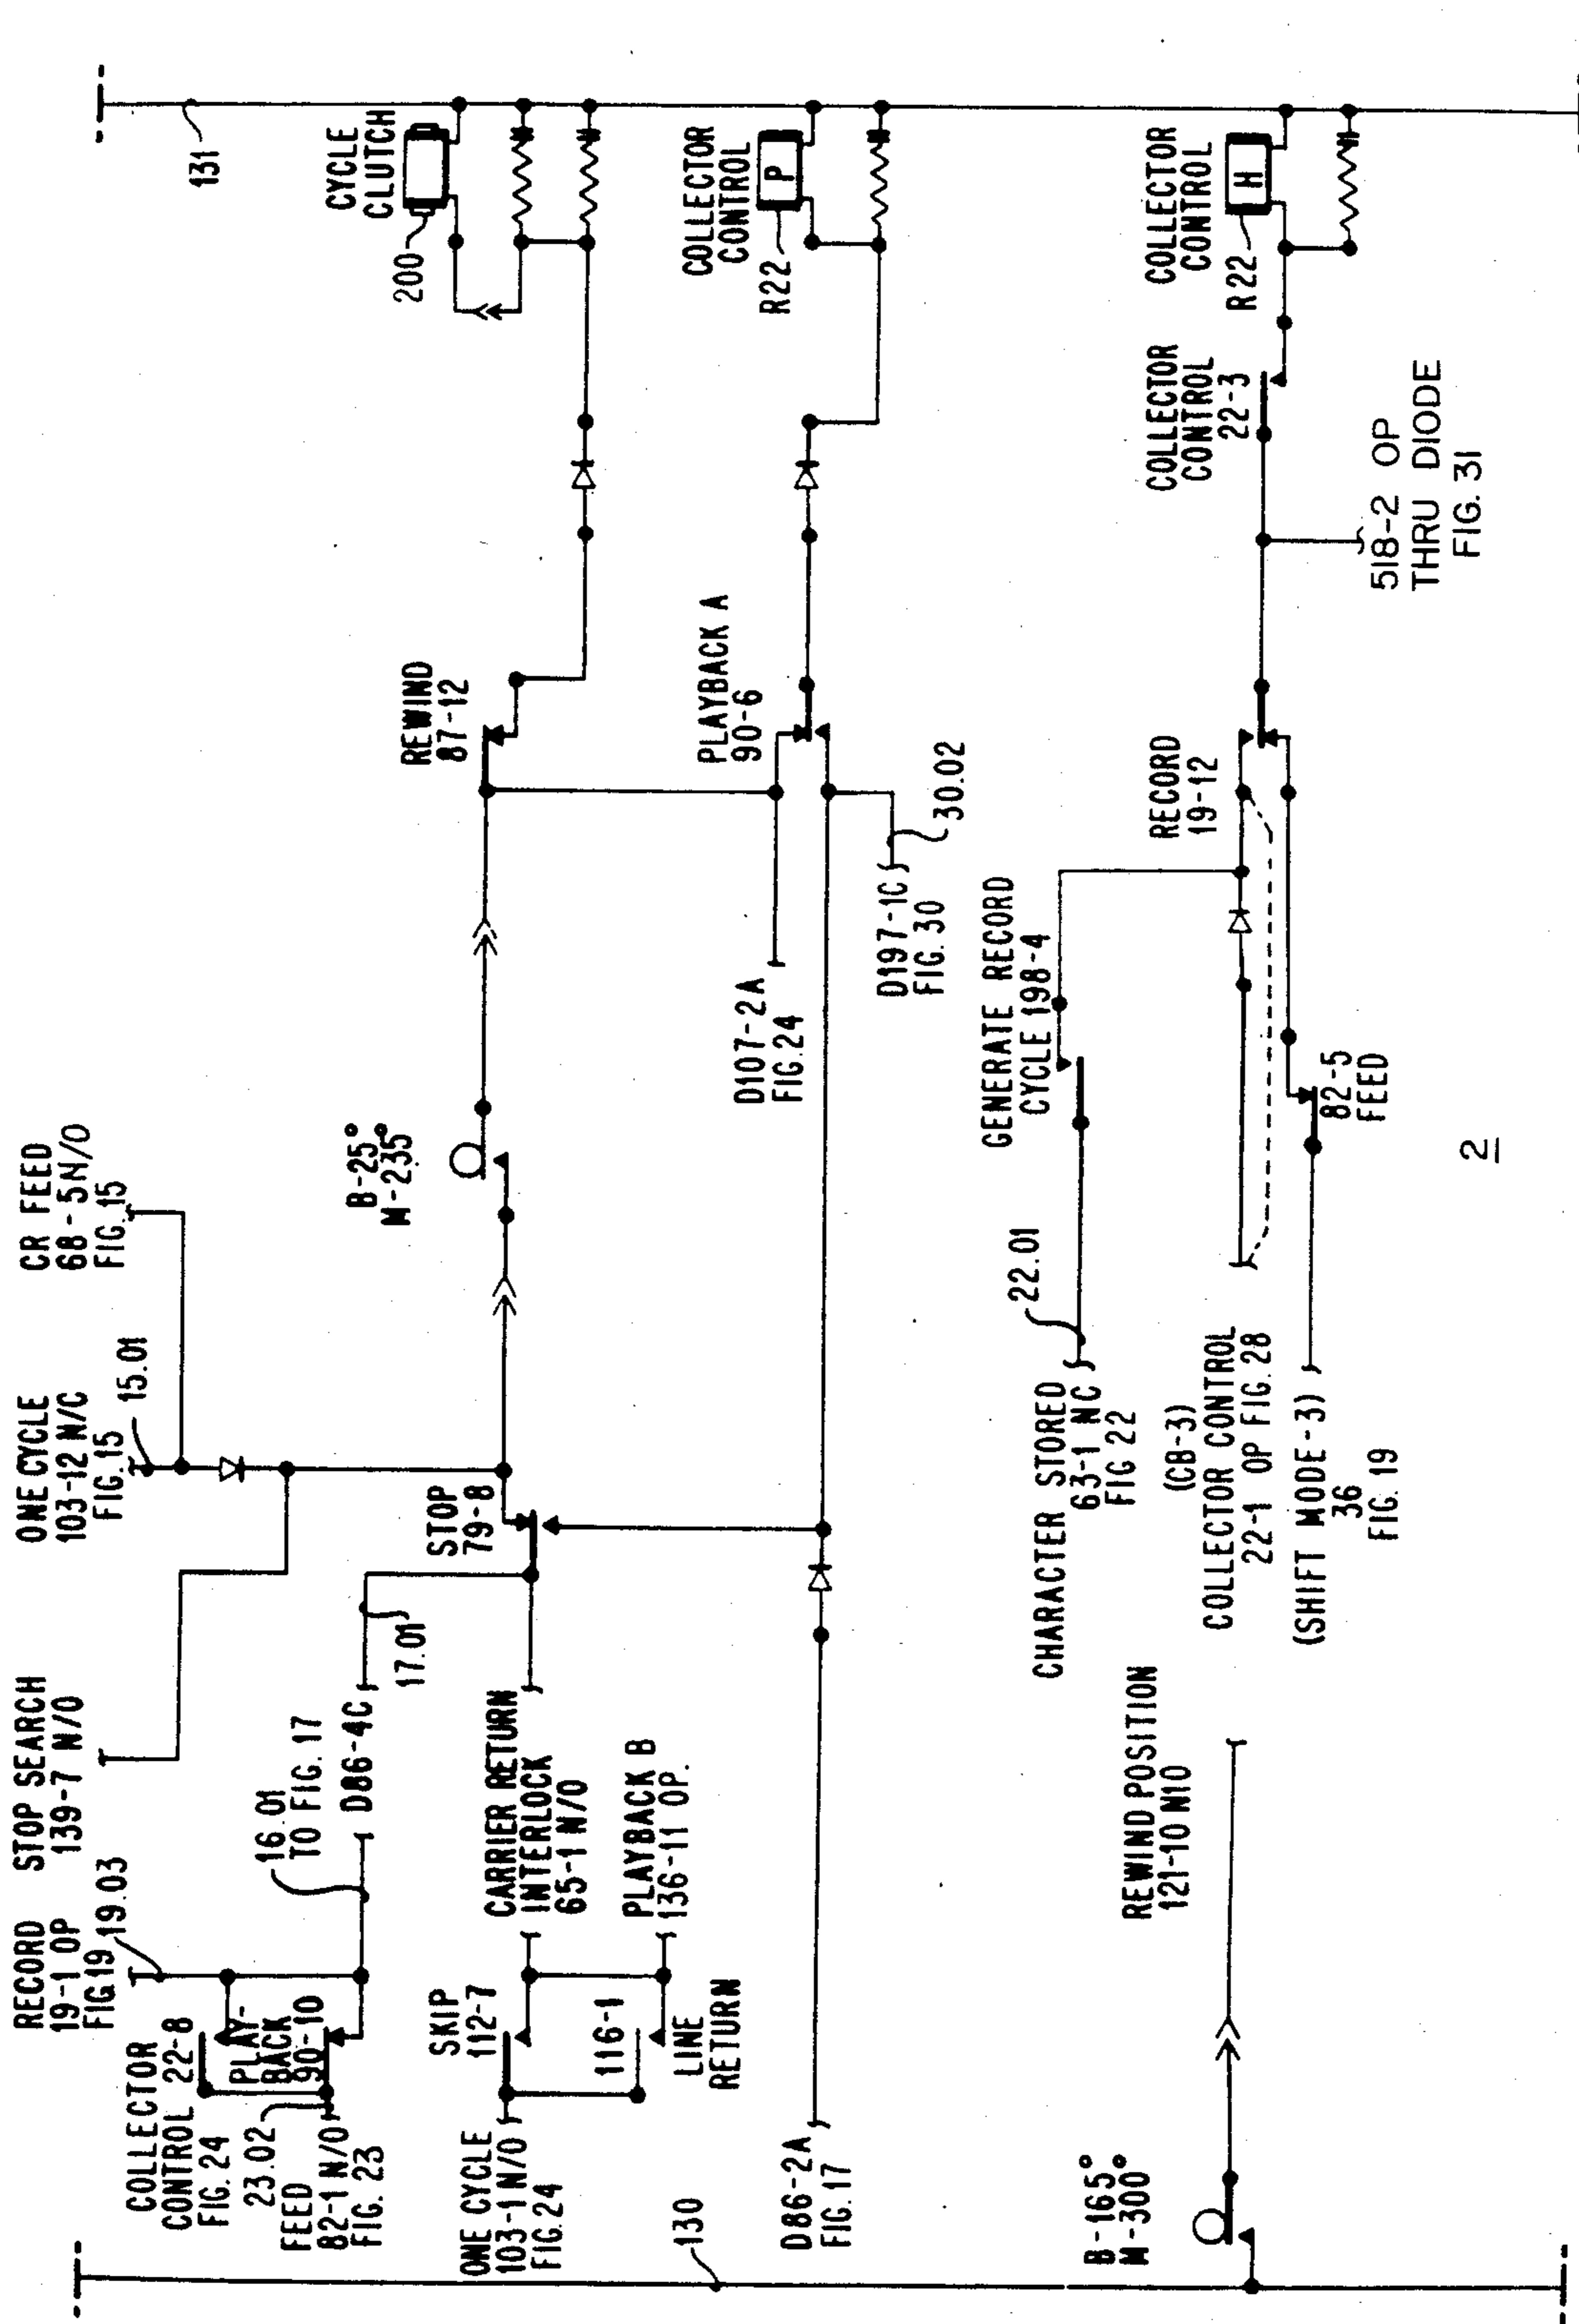 RECORD
19-1 OP
FIG.19
19.03
STOP SEARCH
139-7 N/O
ONE CYCLE
103-12 N/C
FIG.15
15.01
CR FEED
68-5N/O
FIG.15
COLLECTOR
CONTROL 22-8
FIG.24
PLAY-
BACK
90-10
23.02
FEED
82-1 N/O
FIG.23
16.01
TO FIG.17
D86-4C
17.01
STOP
79-8
B-25°
M-235°
REWIND
87-12
CYCLE
CLUTCH
200
131
ONE CYCLE
103-1 N/O
FIG.24
SKIP
112-7
116-1
LINE
RETURN
CARRIER RETURN
INTERLOCK
65-1 N/O
PLAYBACK B
136-11 OP.
D107-2A
FIG.24
PLAYBACK A
90-6
COLLECTOR
CONTROL
P
R22
130
D86-2A
FIG.17
D197-1C
FIG.30
30.02
GENERATE RECORD
CYCLE 198-4
22.01
CHARACTER STORED
63-1 NC
FIG 22
RECORD
19-12
COLLECTOR
CONTROL
22-3
COLLECTOR
CONTROL
H
R22
B-165°
M-300°
REWIND POSITION
121-10 N10
(CB-3)
COLLECTOR CONTROL
22-1 OP FIG.28
(SHIFT MODE-3)
36
FIG.19
82-5
FEED
518-2 OP
THRU DIODE
FIG.31
2